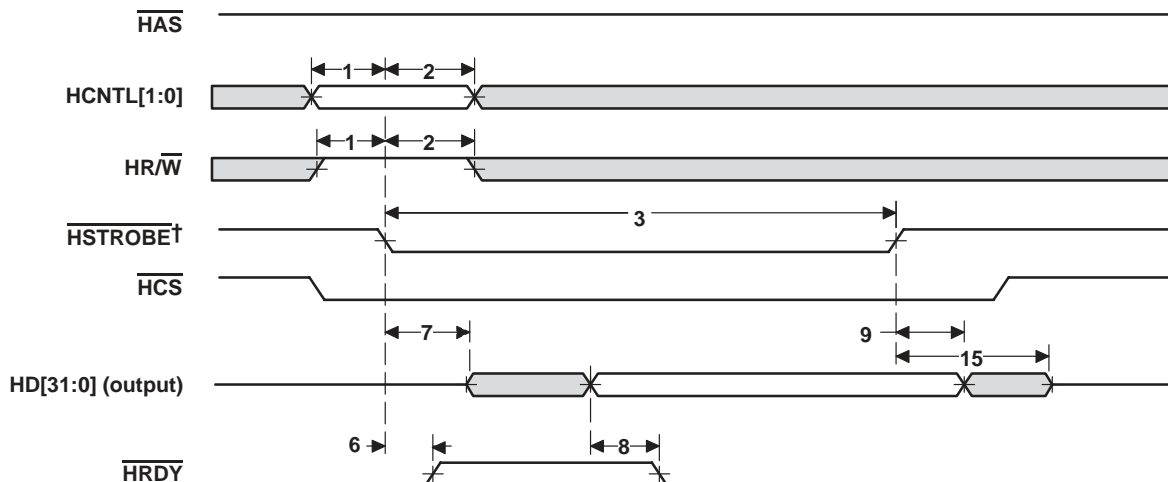 HAS
1 2
HCNTL[1:0]
1 2
HR/W
3
HSTROBE†
HCS
7 9
15
HD[31:0] (output)
6 8
HRDY